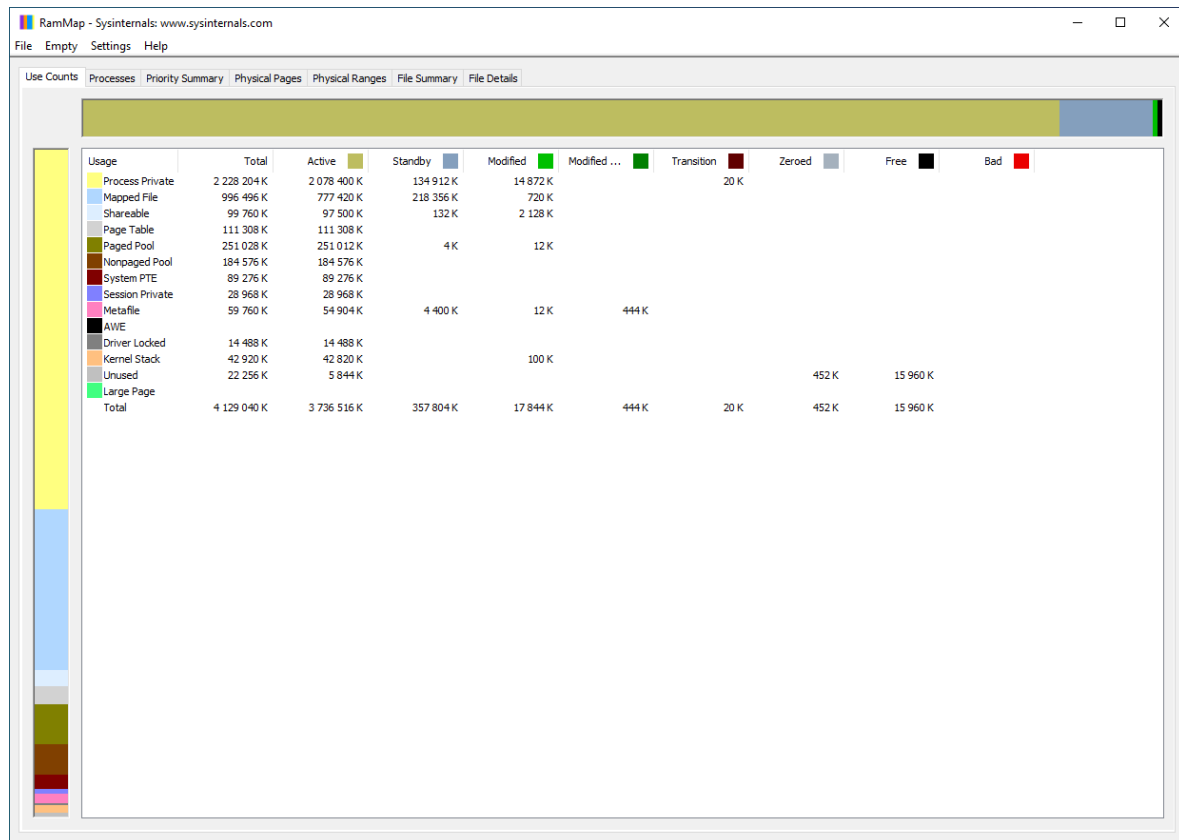 RamMap - Sysinternals: www.sysinternals.com
File Empty Settings Help
Use Counts Processes Priority Summary Physical Pages Physical Ranges File Summary File Details
Usage Total Active Standby Modified Modified ... Transition Zeroed Free Bad
Process Private 2 228 204 K 2 078 400 K 134 912 K 14 872 K 20 K
Mapped File 996 496 K 777 420 K 218 356 K 720 K
Shareable 99 760 K 97 500 K 132 K 2 128 K
Page Table 111 308 K 111 308 K
Paged Pool 251 028 K 251 012 K 4 K 12 K
Nonpaged Pool 184 576 K 184 576 K
System PTE 89 276 K 89 276 K
Session Private 28 968 K 28 968 K
Metafile 59 760 K 54 904 K 4 400 K 12 K 444 K
AWE
Driver Locked 14 488 K 14 488 K
Kernel Stack 42 920 K 42 820 K 100 K
Unused 22 256 K 5 844 K 452 K 15 960 K
Large Page
Total 4 129 040 K 3 736 516 K 357 804 K 17 844 K 444 K 20 K 452 K 15 960 K